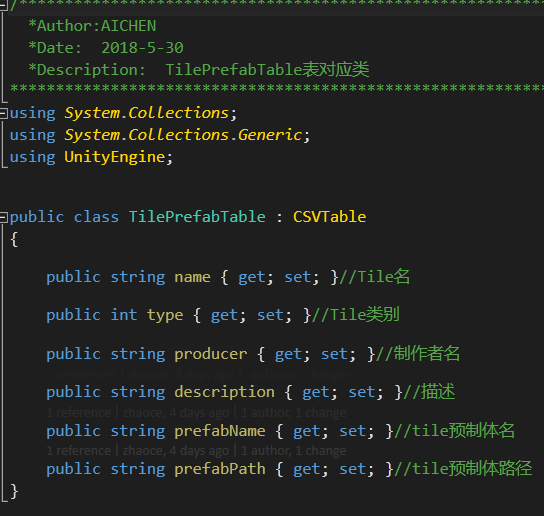 /************************************************************
*Author:AICHEN
*Date: 2018-5-30
*Description: TilePrefabTable表对应类
************************************************************
using System.Collections;
using System.Collections.Generic;
using UnityEngine;
public class TilePrefabTable : CSVTable
{
public string name { get; set; }//Tile名
public int type { get; set; }//Tile类别
public string producer { get; set; }//制作者名
public string description { get; set; }//描述
1 reference | zhaoce, 4 days ago | 1 author, 1 change
public string prefabName { get; set; }//tile预制体名
1 reference | zhaoce, 4 days ago | 1 author, 1 change
public string prefabPath { get; set; }//tile预制体路径
}